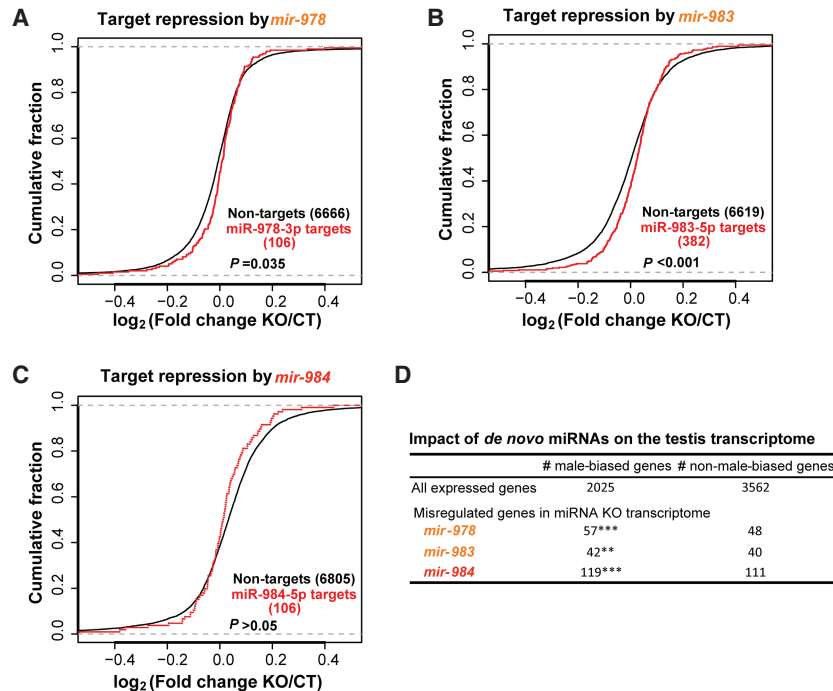 A
Target repression by mir-978
Cumulative fraction
1.0
0.8
0.6
0.4
0.2
0.0
Non-targets (6666)
miR-978-3p targets
(106)
P =0.035
−0.4 −0.2 0.0 0.2 0.4
log2 (Fold change KO/CT)
B
Target repression by mir-983
Cumulative fraction
1.0
0.8
0.6
0.4
0.2
0.0
Non-targets (6619)
miR-983-5p targets
(382)
P <0.001
−0.4 −0.2 0.0 0.2 0.4
log2 (Fold change KO/CT)
C
Target repression by mir-984
Cumulative fraction
1.0
0.8
0.6
0.4
0.2
0.0
Non-targets (6805)
miR-984-5p targets
(106)
P >0.05
−0.4 −0.2 0.0 0.2 0.4
log2 (Fold change KO/CT)
D
Impact of de novo miRNAs on the testis transcriptome
# male-biased genes # non-male-biased genes
All expressed genes 2025 3562
Misregulated genes in miRNA KO transcriptome
mir-978 57*** 48
mir-983 42** 40
mir-984 119*** 111